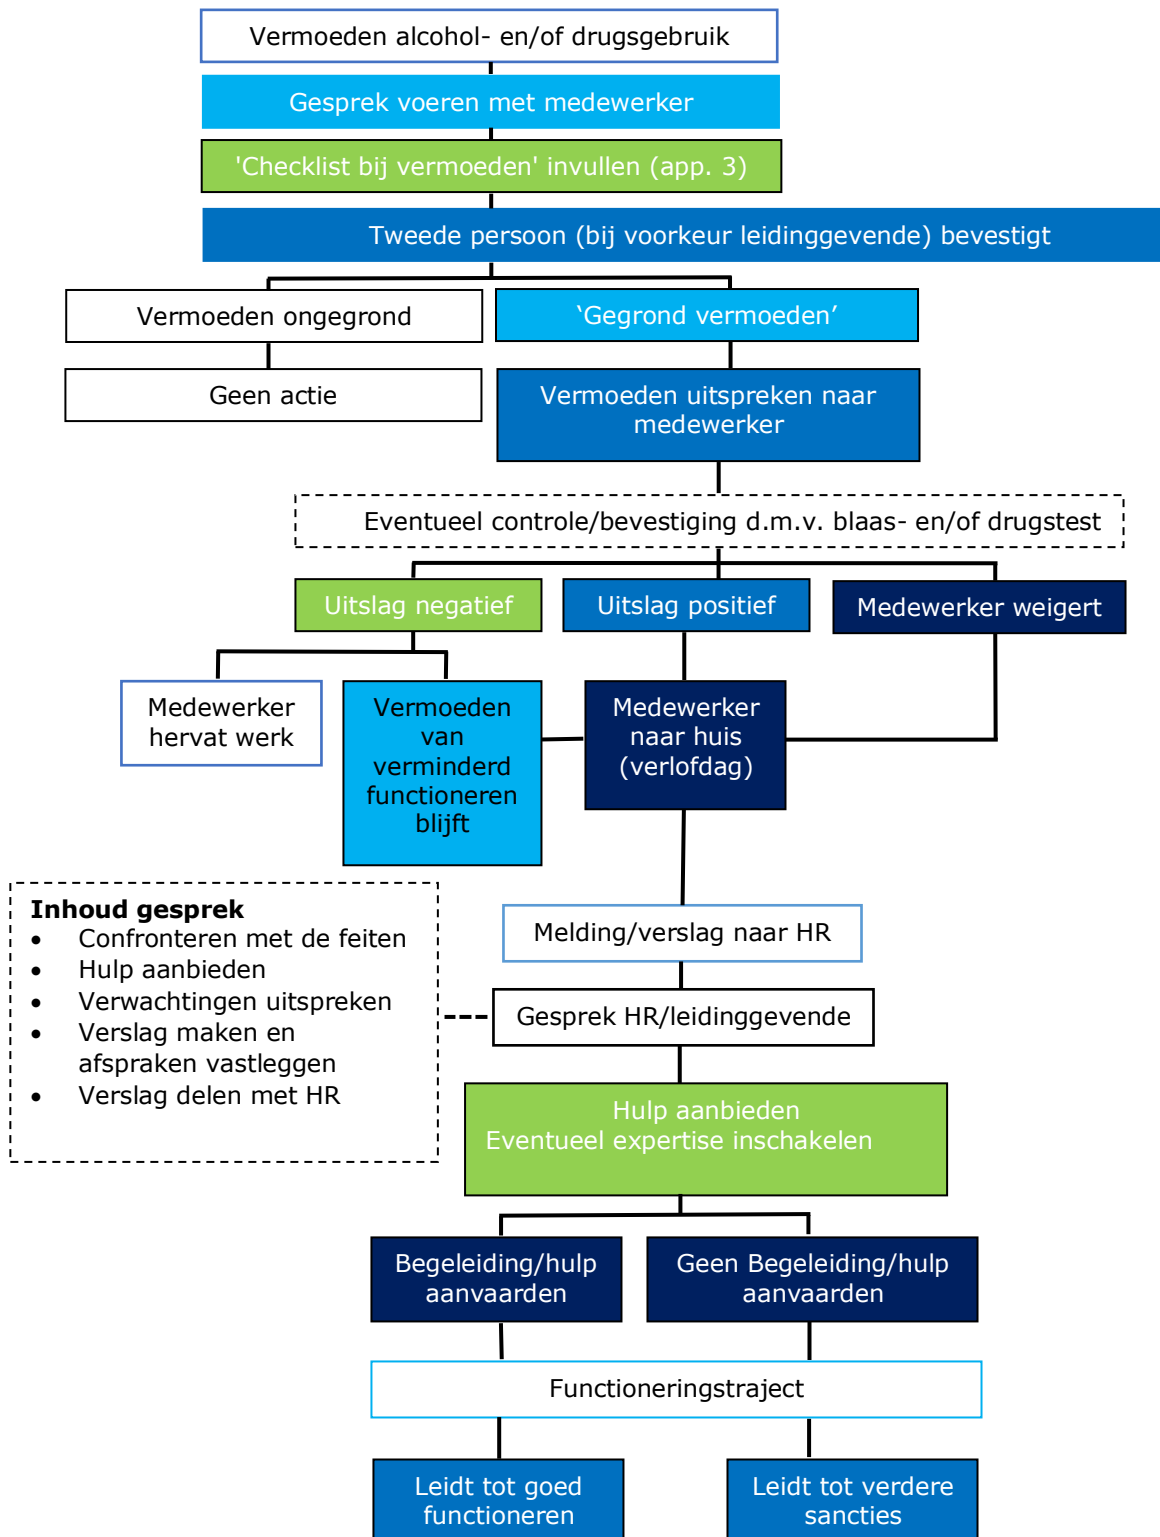 Vermoeden alcohol- en/of drugsgebruik
Gesprek voeren met medewerker
'Checklist bij vermoeden' invullen (app. 3)
Tweede persoon (bij voorkeur leidinggevende) bevestigt
Vermoeden ongegrond
‘Gegrond vermoeden’
Geen actie
Vermoeden uitspreken naar
medewerker
Eventueel controle/bevestiging d.m.v. blaas- en/of drugstest
Uitslag negatief
Uitslag positief
Medewerker weigert
Medewerker
hervat werk
Vermoeden
van
verminderd
functioneren
blijft
Medewerker
naar huis
(verlofdag)
Inhoud gesprek
• Confronteren met de feiten
• Hulp aanbieden
• Verwachtingen uitspreken
• Verslag maken en
afspraken vastleggen
• Verslag delen met HR
Melding/verslag naar HR
Gesprek HR/leidinggevende
Hulp aanbieden
Eventueel expertise inschakelen
Begeleiding/hulp
aanvaarden
Geen Begeleiding/hulp
aanvaarden
Functioneringstraject
Leidt tot goed
functioneren
Leidt tot verdere
sancties